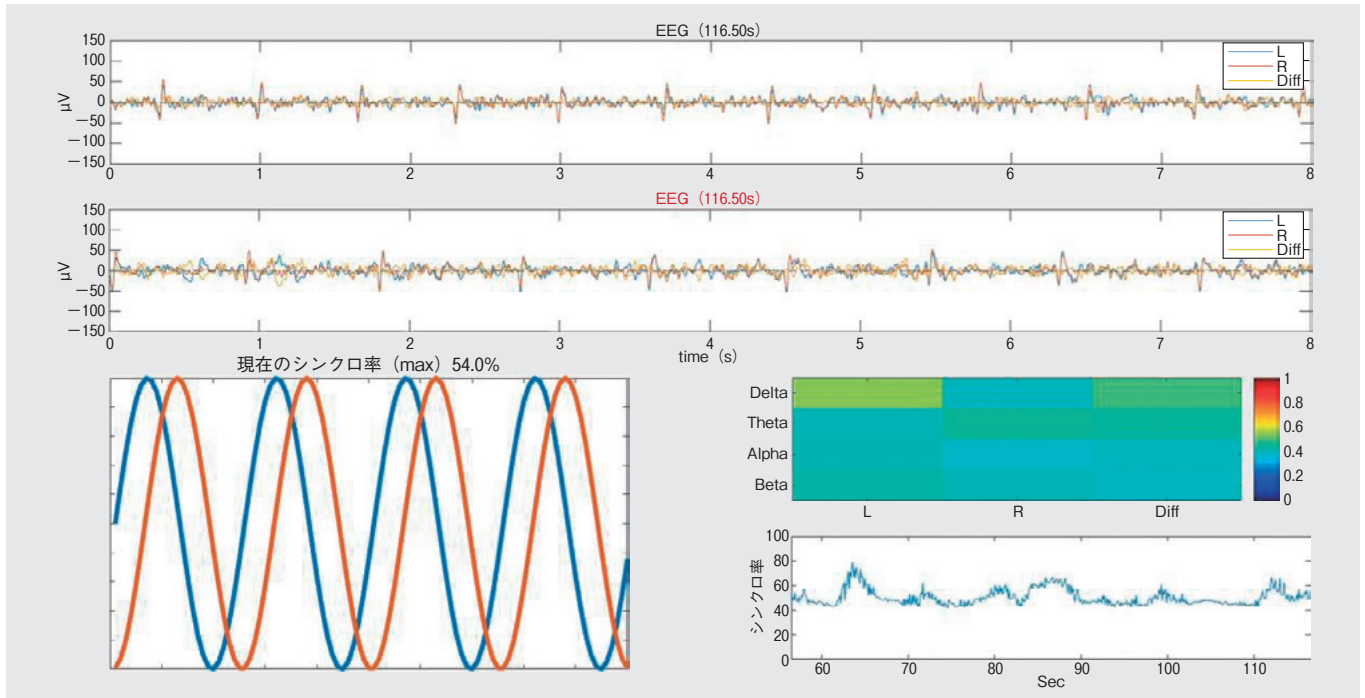 EEG（116.50s）
150
100
50
0
－50
－100
－150
μV
L
R
Diff
0 1 2 3 4 5 6 7 8
EEG（116.50s）
150
100
50
0
－50
－100
－150
μV
L
R
Diff
0 1 2 3 4 5 6 7 8
time（s）
現在のシンクロ率（max）54.0%
Delta
Theta
Alpha
Beta
L R Diff
1
0.8
0.6
0.4
0.2
0
シンクロ率
100
80
60
40
20
0
60 70 80 90 100 110
Sec